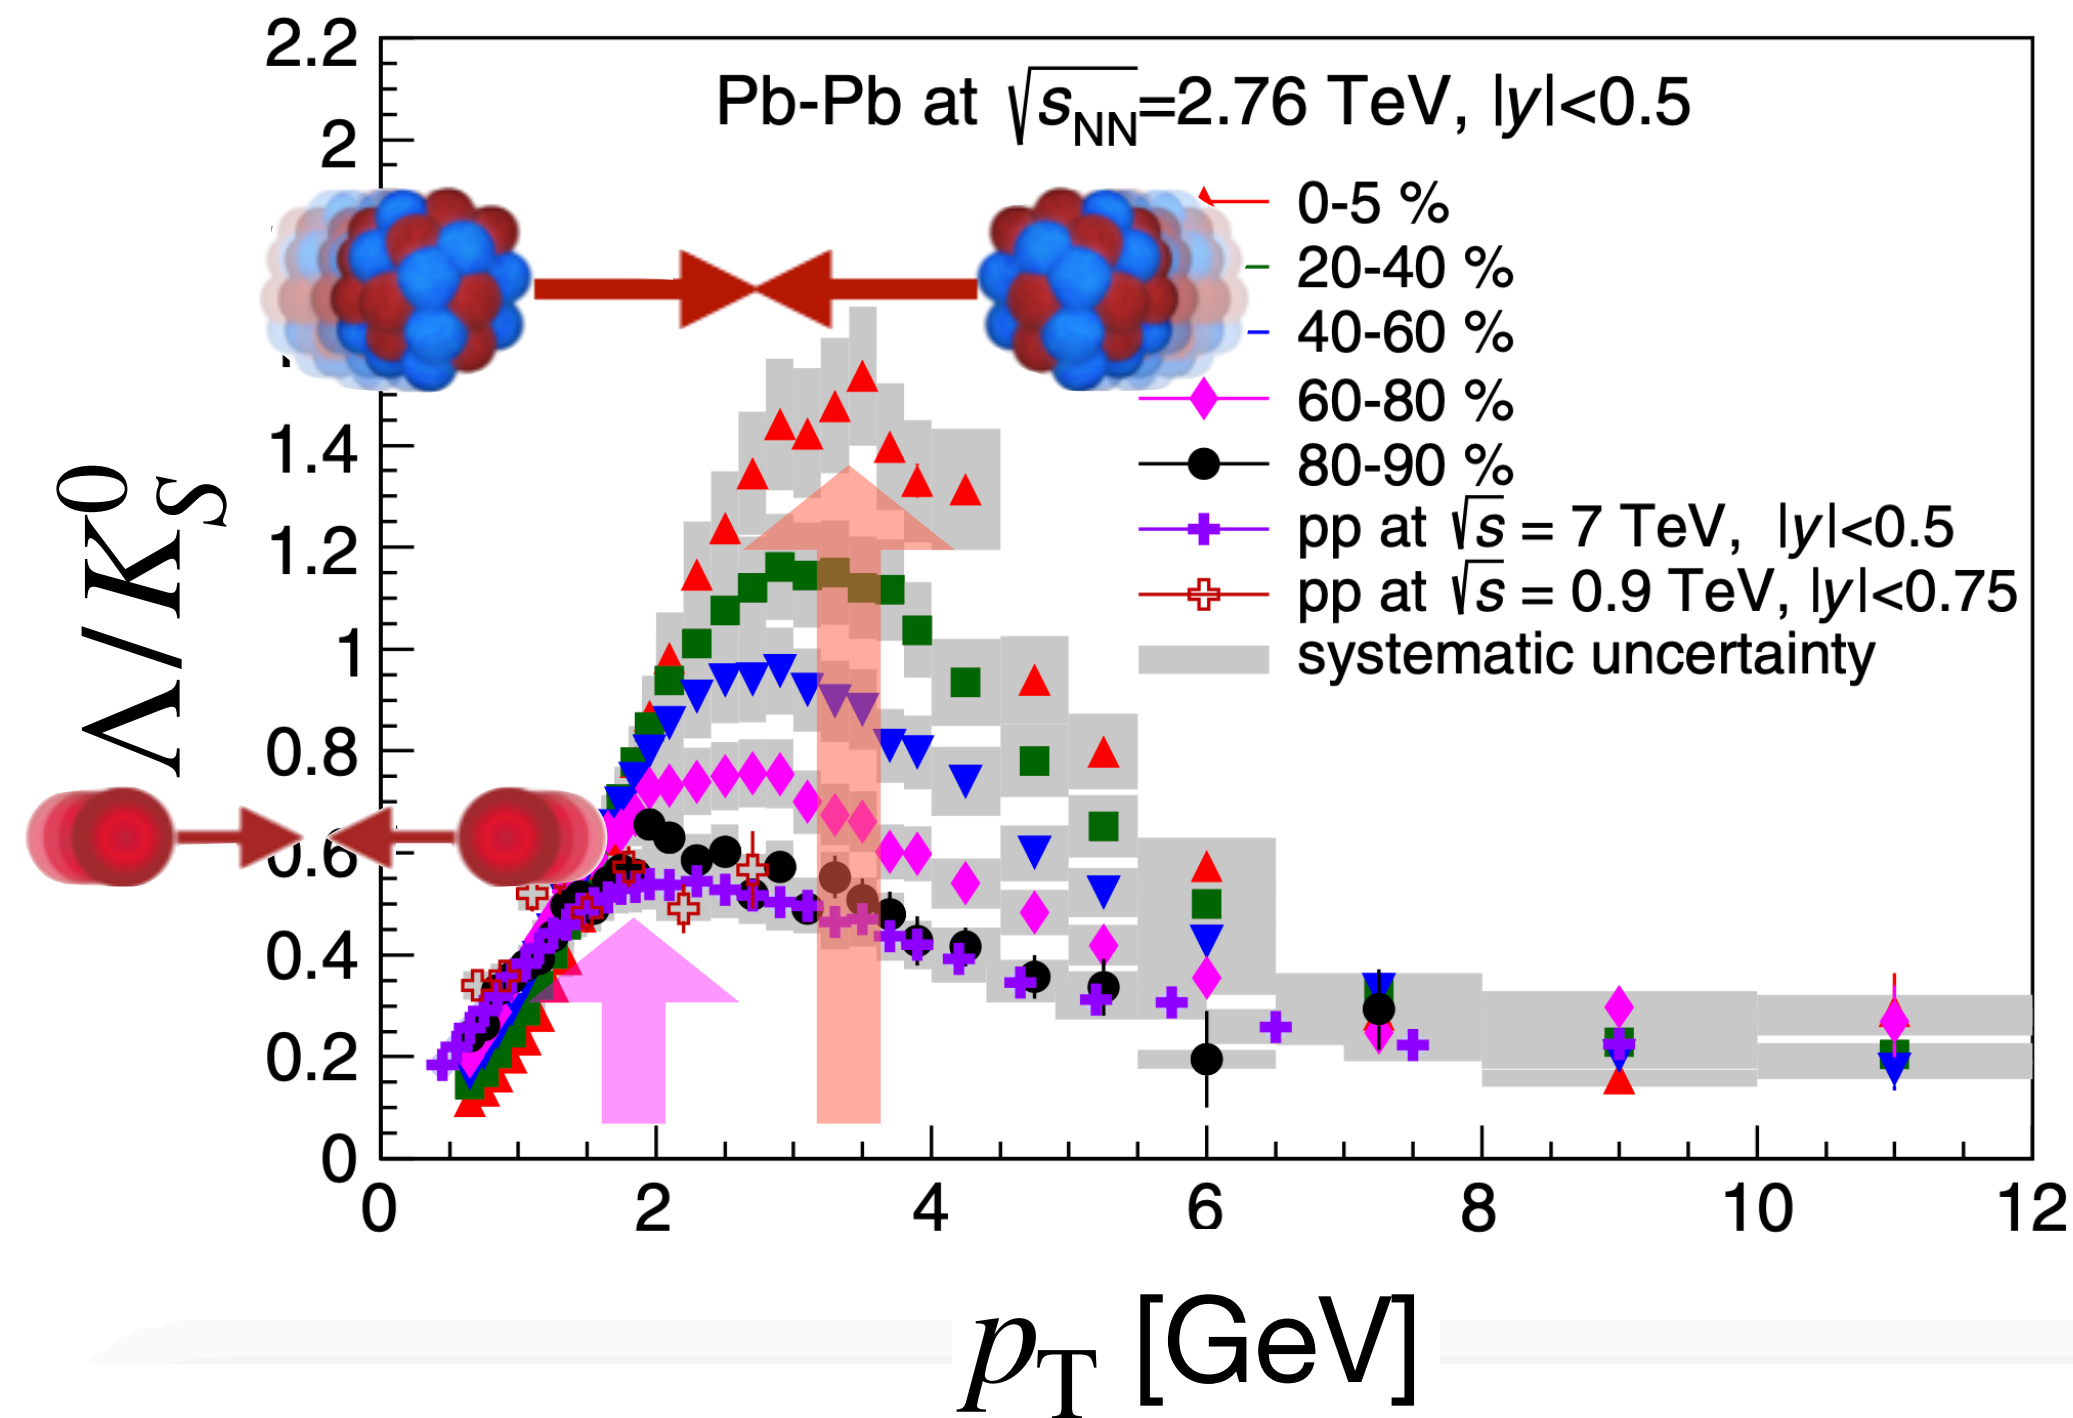 2.2
Pb-Pb at √sNN=2.76 TeV, |y|<0.5
2
0-5 %
20-40 %
40-60 %
60-80 %
80-90 %
pp at √s = 7 TeV, |y|<0.5
pp at √s = 0.9 TeV, |y|<0.75
systematic uncertainty
1.4
1.2
1
0.8
0.6
0.4
0.2
0
Λ/K0S
0 2 4 6 8 10 12
pT [GeV]